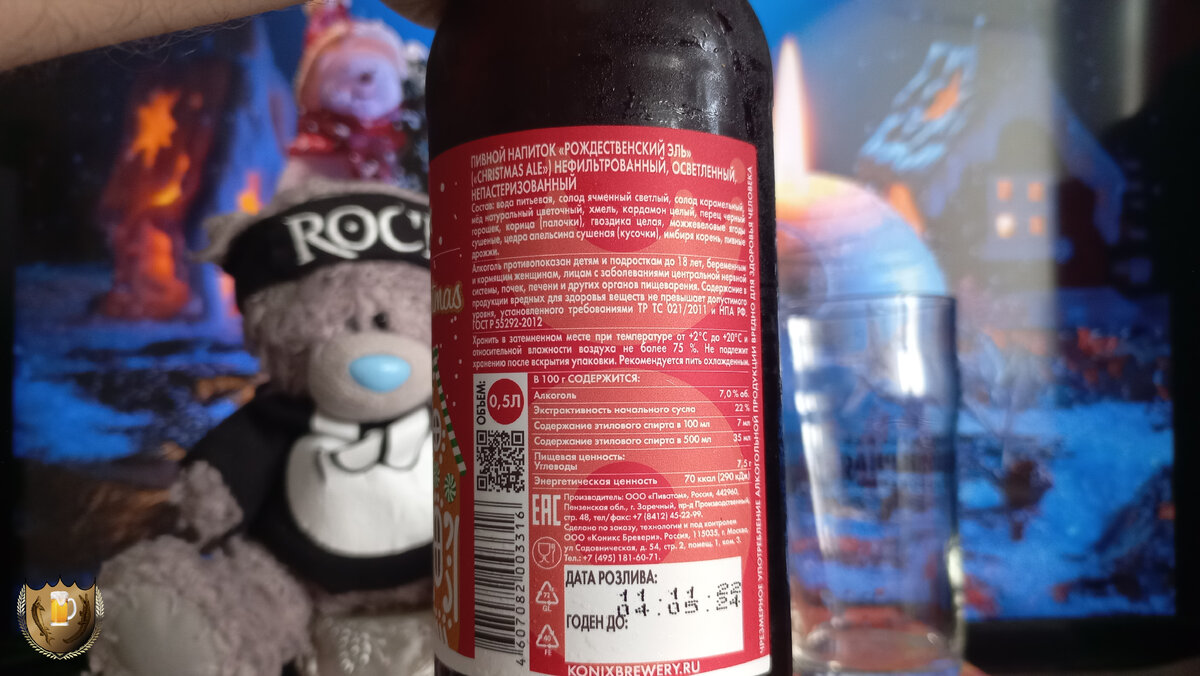 ROCK
mas
ПИВНОЙ НАПИТОК «РОЖДЕСТВЕНСКИЙ ЭЛЬ»
(«CHRISTMAS ALE») НЕФИЛЬТРОВАННЫЙ, ОСВЕТЛЕННЫЙ,
НЕПАСТЕРИЗОВАННЫЙ
Состав: вода питьевая, солод ячменный светлый, солод карамельный,
мёд натуральный цветочный, хмель, кардамон целый, перец черный
горошек, корица (палочки), гвоздика целая, можжевеловые ягоды
сушеные, цедра апельсина сушеная (кусочки), имбиря корень, пивные
дрожжи.
Алкоголь противопоказан детям и подросткам до 18 лет, беременным
и кормящим женщинам, лицам с заболеваниями центральной нервной
системы, почек, печени и других органов пищеварения. Содержание в
продукции вредных для здоровья веществ не превышает допустимого
уровня, установленного требованиями ТР ТС 021/2011 и НПА РФ.
ГОСТ Р 55292-2012
Хранить в затемненном месте при температуре от +2°С до +20°С и
относительной влажности воздуха не более 75 %. Не подлежит
хранению после вскрытия упаковки. Рекомендуется пить охлажденным.
ОБЪЕМ:
0,5Л
В 100 г СОДЕРЖИТСЯ:
Алкоголь 7,0% об.
Экстрактивность начального сусла 22 %
Содержание этилового спирта в 100 мл 7 мл
Содержание этилового спирта в 500 мл 35 мл
Пищевая ценность:
Углеводы 7,5 г
Энергетическая ценность 70 ккал (290 кДж)
EAC
Производитель: ООО «Пиватом», Россия, 442960,
Пензенская обл., г. Заречный, пр-д Производственный,
стр. 48, тел/факс: +7 (8412) 45-22-99.
Сделано по заказу, технологии и под контролем
ООО «Коникс Бревери». Россия, 115035, г. Москва,
ул Садовническая, д. 54, стр. 2, помещ 1, ком. 3.
Тел.: +7 (495) 181-60-71.
72
GL
40
FE
4607082003316
ДАТА РОЗЛИВА:
11.11.
04.05.
ГОДЕН ДО:
KONIXBREWERY.RU
ЧРЕЗМЕРНОЕ УПОТРЕБЛЕНИЕ АЛКОГОЛЬНОЙ ПРОДУКЦИИ ВРЕДНО ДЛЯ ЗДОРОВЬЯ ЧЕЛОВЕКА